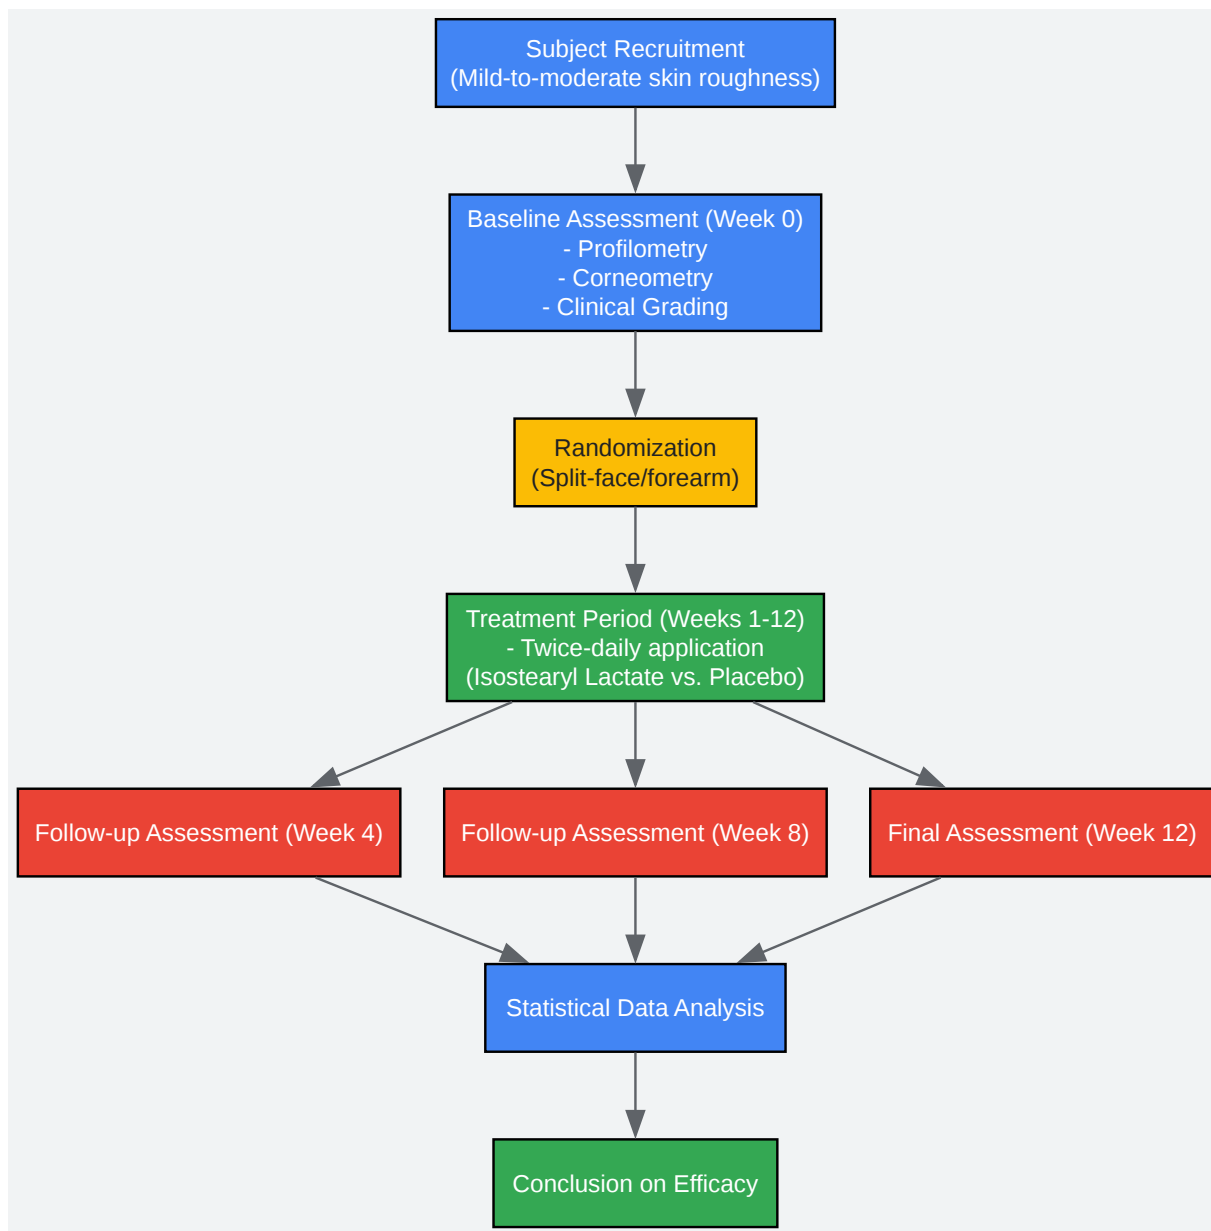 Subject Recruitment
(Mild-to-moderate skin roughness)
Baseline Assessment (Week 0)
- Profilometry
- Corneometry
- Clinical Grading
Randomization
(Split-face/forearm)
Treatment Period (Weeks 1-12)
- Twice-daily application
(Isostearyl Lactate vs. Placebo)
Follow-up Assessment (Week 4)
Follow-up Assessment (Week 8)
Final Assessment (Week 12)
Statistical Data Analysis
Conclusion on Efficacy